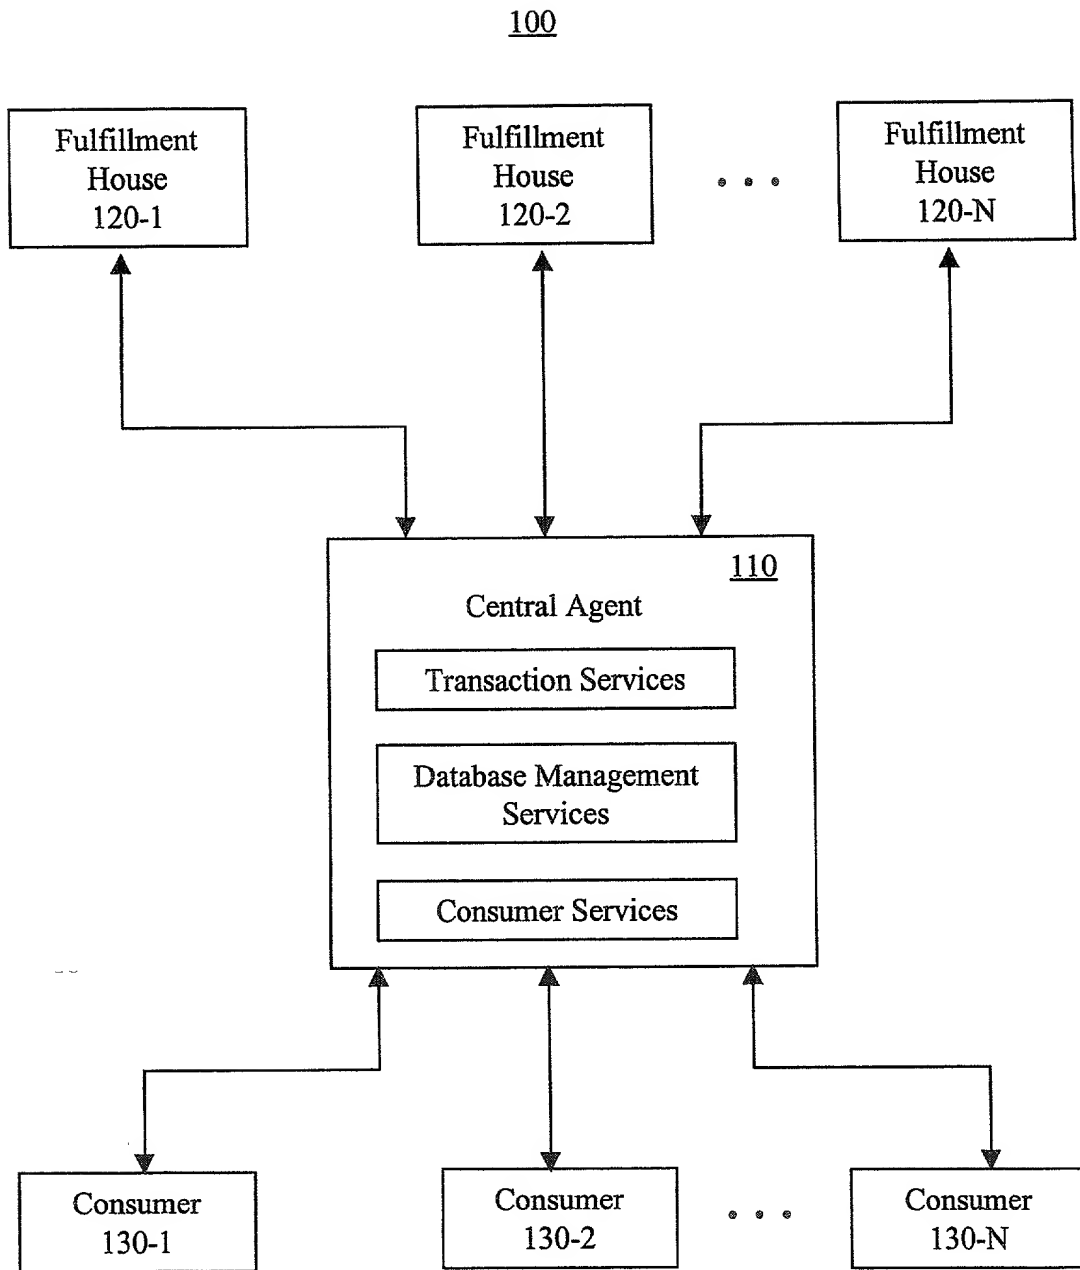 100
Fulfillment
House
120-1
Fulfillment
House
120-2
• • •
Fulfillment
House
120-N
110
Central Agent
Transaction Services
Database Management
Services
Consumer Services
Consumer
130-1
Consumer
130-2
• • •
Consumer
130-N